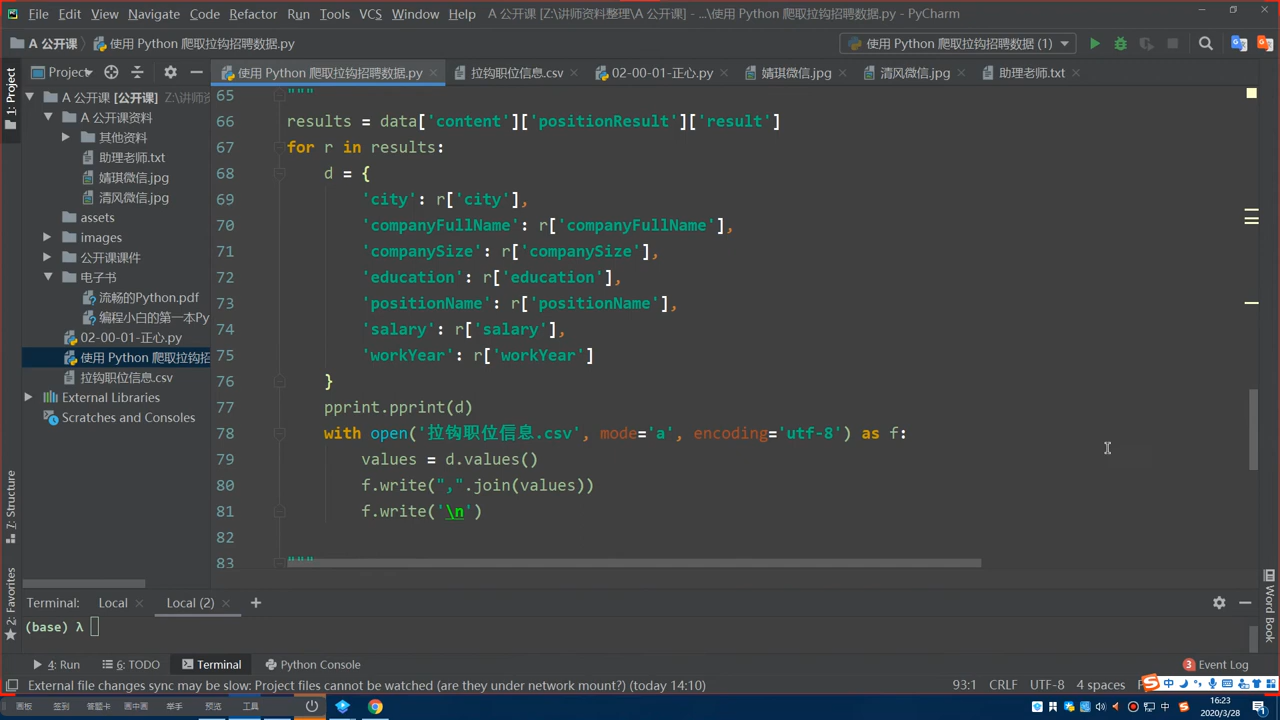 File Edit View Navigate Code Refactor Run Tools VCS Window Help A 公开课 [Z:\讲师资料整理\A 公开课] - ...\使用 Python 爬取拉钩招聘数据.py - PyCharm
A 公开课 使用 Python 爬取拉钩招聘数据.py 使用 Python 爬取拉钩招聘数据 (1)
1: Project
Project
使用 Python 爬取拉钩招聘数据.py 拉钩职位信息.csv 02-00-01-正心.py 婧琪微信.jpg 清风微信.jpg 助理老师.txt
A 公开课 [公开课] Z:\讲师资
A 公开课资料
其他资料
助理老师.txt
婧琪微信.jpg
清风微信.jpg
assets
images
公开课课件
电子书
流畅的Python.pdf
编程小白的第一本Py
02-00-01-正心.py
使用 Python 爬取拉钩招
拉钩职位信息.csv
External Libraries
Scratches and Consoles
65 """
66 results = data['content']['positionResult']['result']
67 for r in results:
68 d = {
69 'city': r['city'],
70 'companyFullName': r['companyFullName'],
71 'companySize': r['companySize'],
72 'education': r['education'],
73 'positionName': r['positionName'],
74 'salary': r['salary'],
75 'workYear': r['workYear']
76 }
77 pprint.pprint(d)
78 with open('拉钩职位信息.csv', mode='a', encoding='utf-8') as f:
79 values = d.values()
80 f.write(",".join(values))
81 f.write('\n')
82
83 """
7: Structure
2: Favorites
Word Book
Terminal: Local Local (2)
(base) λ
4: Run 6: TODO Terminal Python Console 3 Event Log
External file changes sync may be slow: Project files cannot be watched (are they under network mount?) (today 14:10) 93:1 CRLF UTF-8 4 spaces 中
画板 签到 答题卡 画中画 举手 预览 工具
中 16:23
2020/3/28